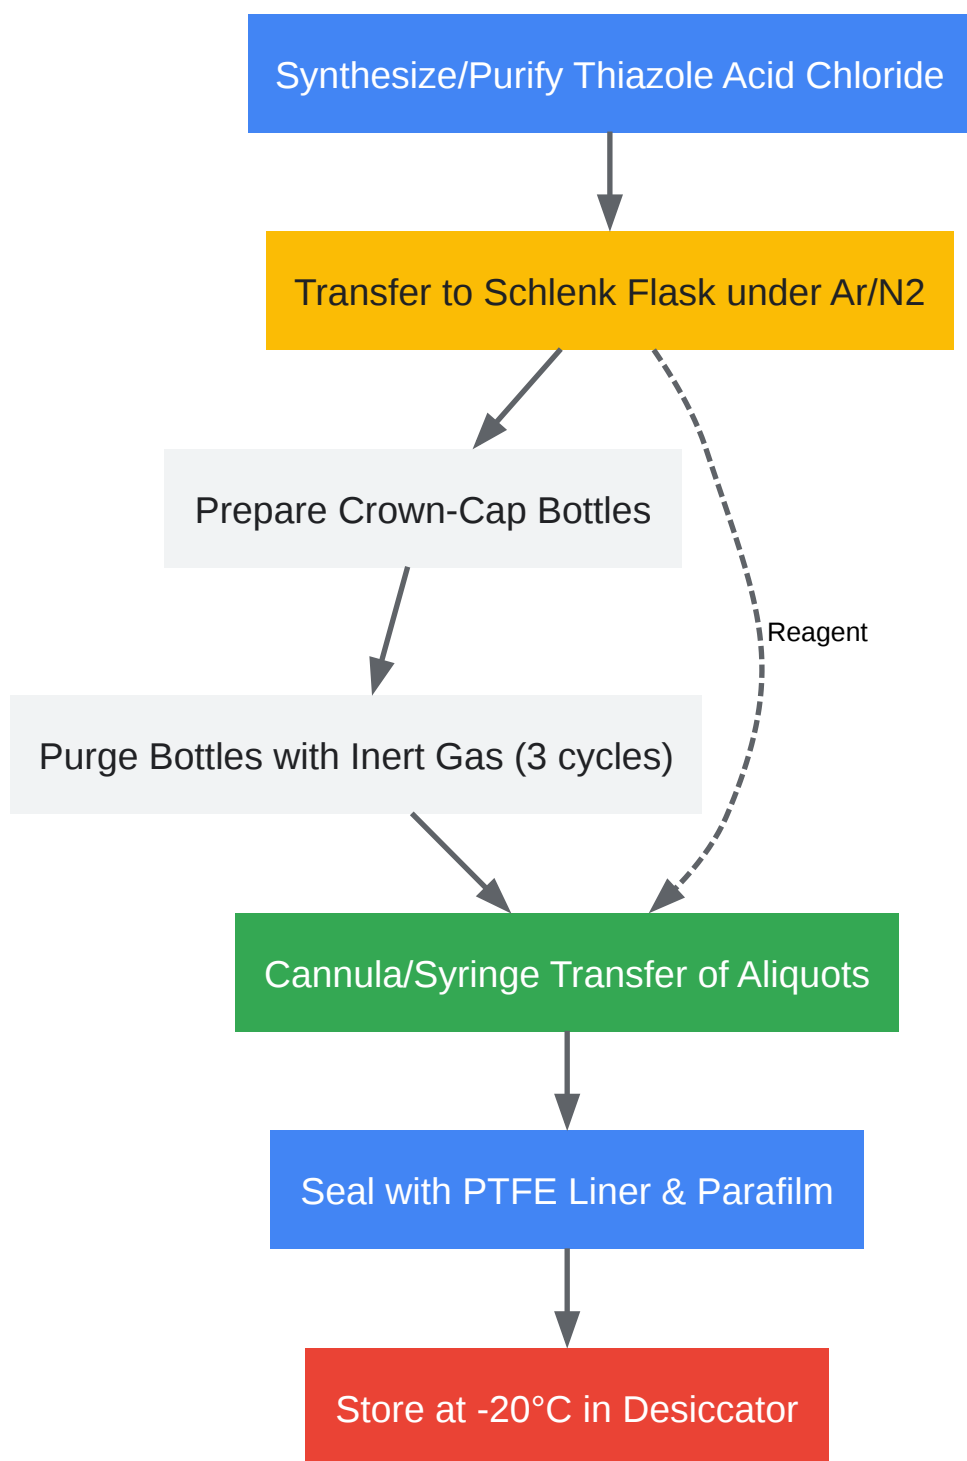 Synthesize/Purify Thiazole Acid Chloride
Transfer to Schlenk Flask under Ar/N2
Prepare Crown-Cap Bottles
Reagent
Purge Bottles with Inert Gas (3 cycles)
Cannula/Syringe Transfer of Aliquots
Seal with PTFE Liner & Parafilm
Store at -20°C in Desiccator